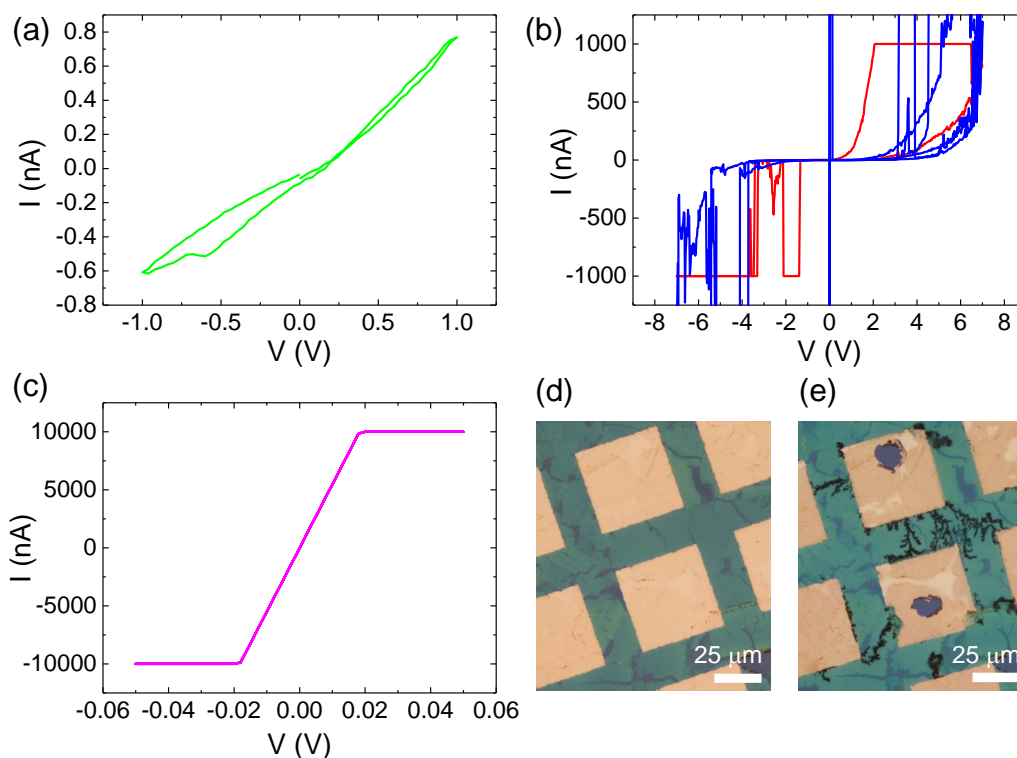 (a)
0.8
0.6
0.4
0.2
0.0
-0.2
-0.4
-0.6
-0.8
I (nA)
-1.0 -0.5 0.0 0.5 1.0
V (V)
(b)
1000
500
0
-500
-1000
I (nA)
-8 -6 -4 -2 0 2 4 6 8
V (V)
(c)
10000
5000
0
-5000
-10000
I (nA)
-0.06 -0.04 -0.02 0.00 0.02 0.04 0.06
V (V)
(d)
25 μm
(e)
25 μm